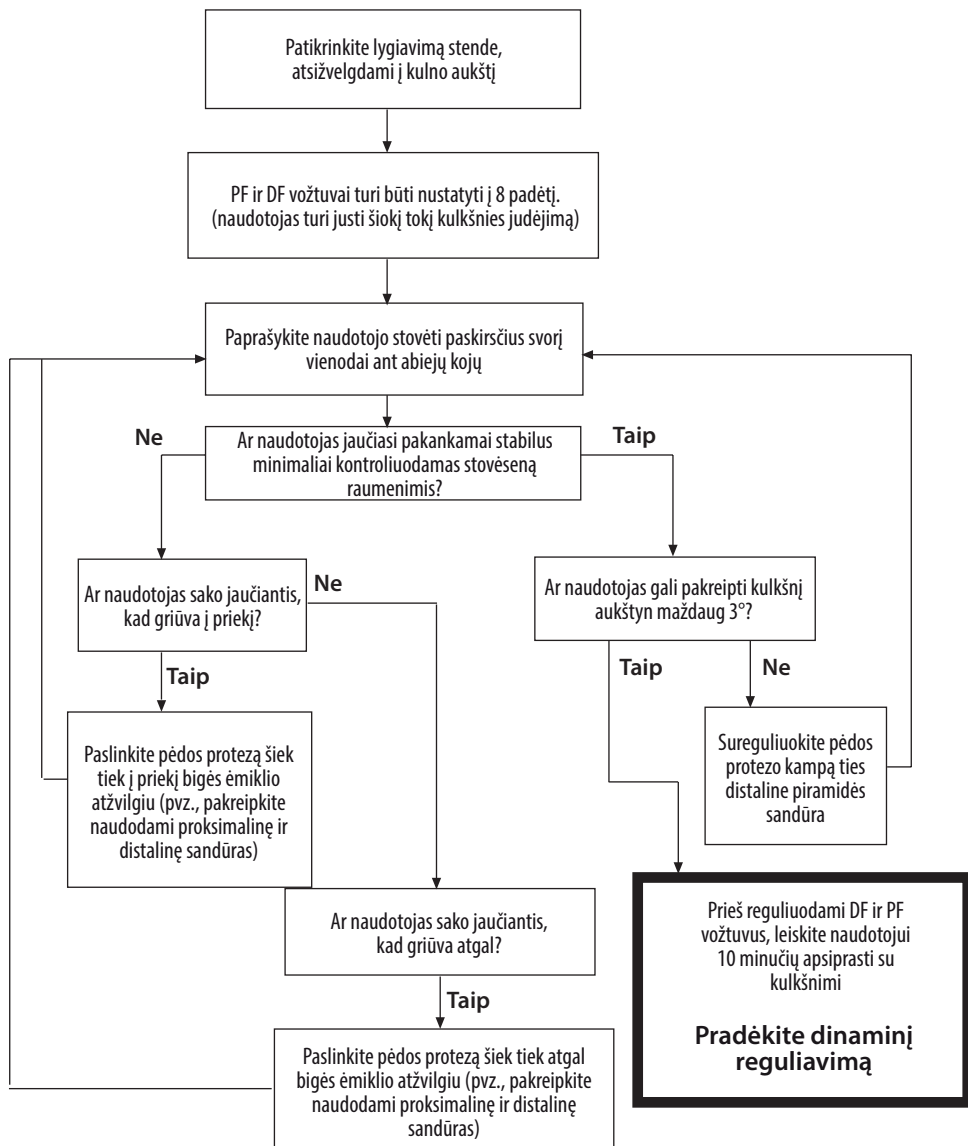 Patikrinkite lygiavimą stende,
atsižvelgdami į kulno aukštį
PF ir DF vožtuvai turi būti nustatyti į 8 padėtį.
(naudotojas turi justi šiokį tokį kulkšnies judėjimą)
Paprašykite naudotojo stovėti paskirsčius svorį
vienodai ant abiejų kojų
Ne
Ar naudotojas jaučiasi pakankamai stabilus
minimaliai kontroliuodamas stovėseną
raumenimis?
Taip
Ar naudotojas sako jaučiantis,
kad griūva į priekį?
Ne
Ar naudotojas gali pakreipti kulkšnį
aukštyn maždaug 3°?
Taip
Taip
Ne
Paslinkite pėdos protezą šiek
tiek į priekį bigės ėmiklio
atžvilgiu (pvz., pakreipkite
naudodami proksimalinę ir
distalinę sandūras)
Sureguliuokite pėdos
protezo kampą ties
distaline piramidės
sandūra
Ar naudotojas sako jaučiantis,
kad griūva atgal?
Taip
Prieš reguliuodami DF ir PF
vožtuvus, leiskite naudotojui
10 minučių apsiprasti su
kulkšnimi
Pradėkite dinaminį
reguliavimą
Paslinkite pėdos protezą šiek tiek atgal
bigės ėmiklio atžvilgiu (pvz., pakreipkite
naudodami proksimalinę ir distalinę
sandūras)